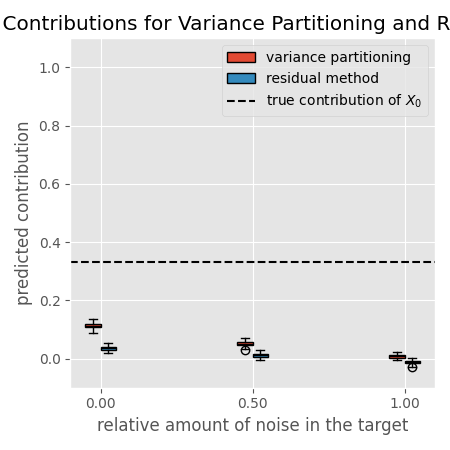 Contributions for Variance Partitioning and R
variance partitioning
residual method
true contribution of X₀
predicted contribution
1.0
0.8
0.6
0.4
0.2
0.0
0.00 0.50 1.00
relative amount of noise in the target